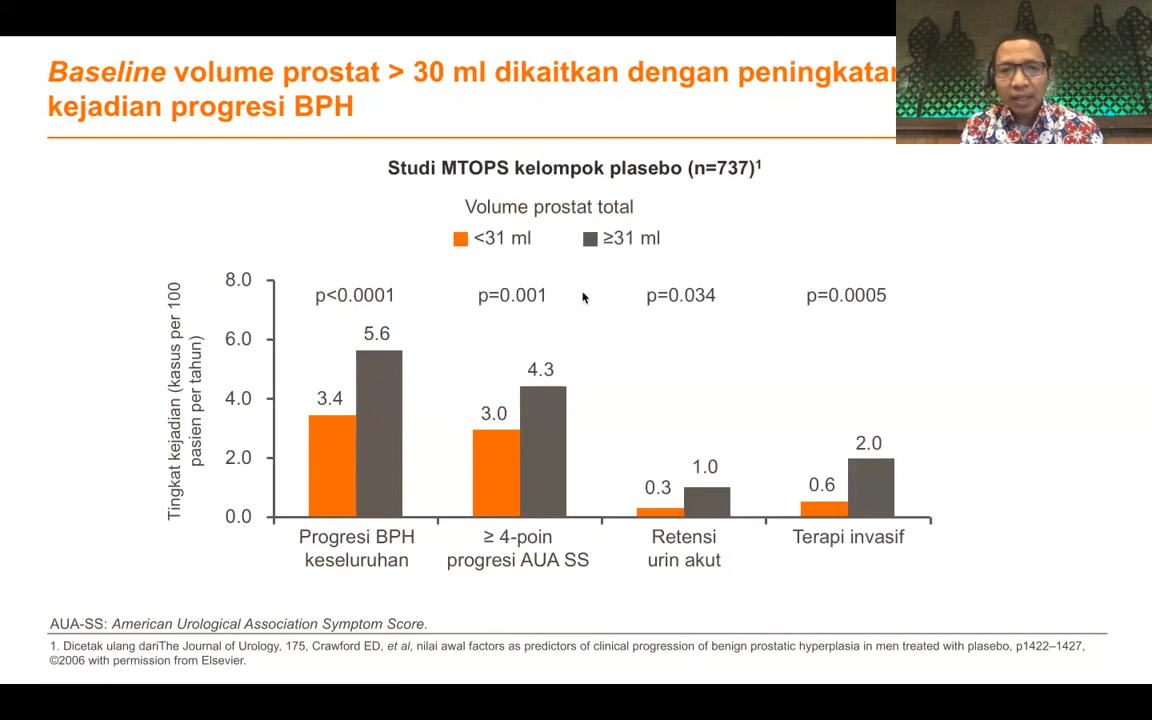 Baseline volume prostat > 30 ml dikaitkan dengan peningkatan
kejadian progresi BPH
Studi MTOPS kelompok plasebo (n=737)¹
Volume prostat total
<31 ml
≥31 ml
Tingkat kejadian (kasus per 100
pasien per tahun)
8.0
6.0
4.0
2.0
0.0
p<0.0001
p=0.001
p=0.034
p=0.0005
3.4
5.6
3.0
4.3
0.3
1.0
0.6
2.0
Progresi BPH
keseluruhan
≥ 4-poin
progresi AUA SS
Retensi
urin akut
Terapi invasif
AUA-SS: American Urological Association Symptom Score.
1. Dicetak ulang dariThe Journal of Urology, 175, Crawford ED, et al, nilai awal factors as predictors of clinical progression of benign prostatic hyperplasia in men treated with plasebo, p1422–1427,
©2006 with permission from Elsevier.